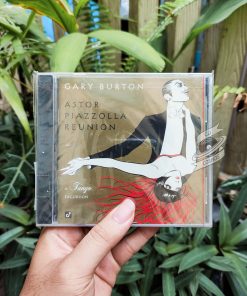 GARY BURTON
ASTOR
PIAZZOLLA
REUNION
a Tango
EXCURSION